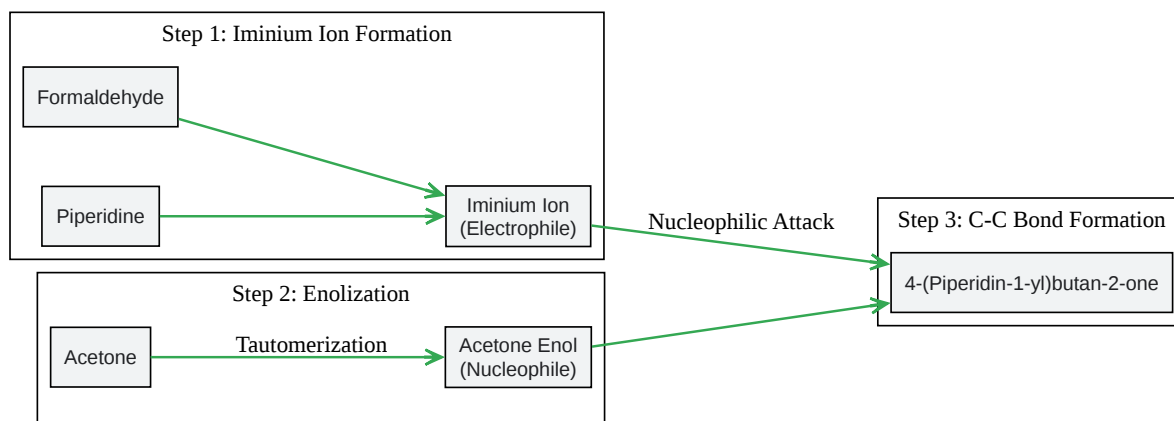 Step 1: Iminium Ion Formation
Formaldehyde
Piperidine
Iminium Ion
(Electrophile)
Nucleophilic Attack
Step 3: C-C Bond Formation
4-(Piperidin-1-yl)butan-2-one
Step 2: Enolization
Acetone
Tautomerization
Acetone Enol
(Nucleophile)